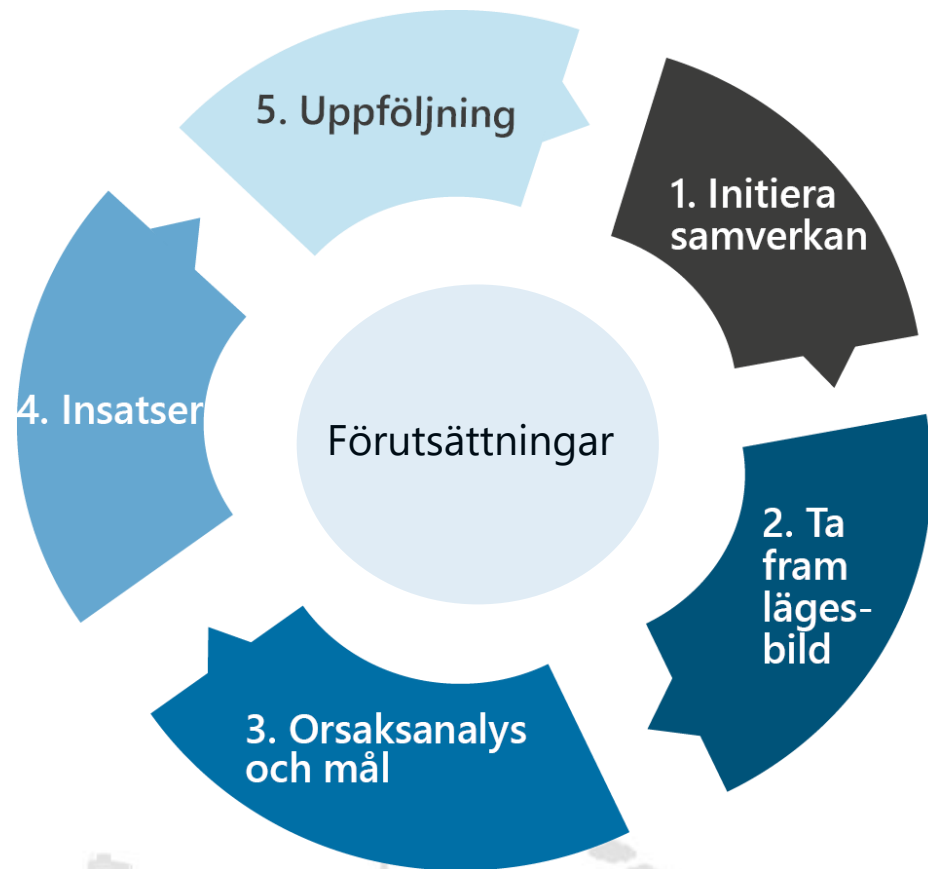 5. Uppföljning
1. Initiera
samverkan
4. Insatser
Förutsättningar
2. Ta
fram
läges-
bild
3. Orsaksanalys
och mål